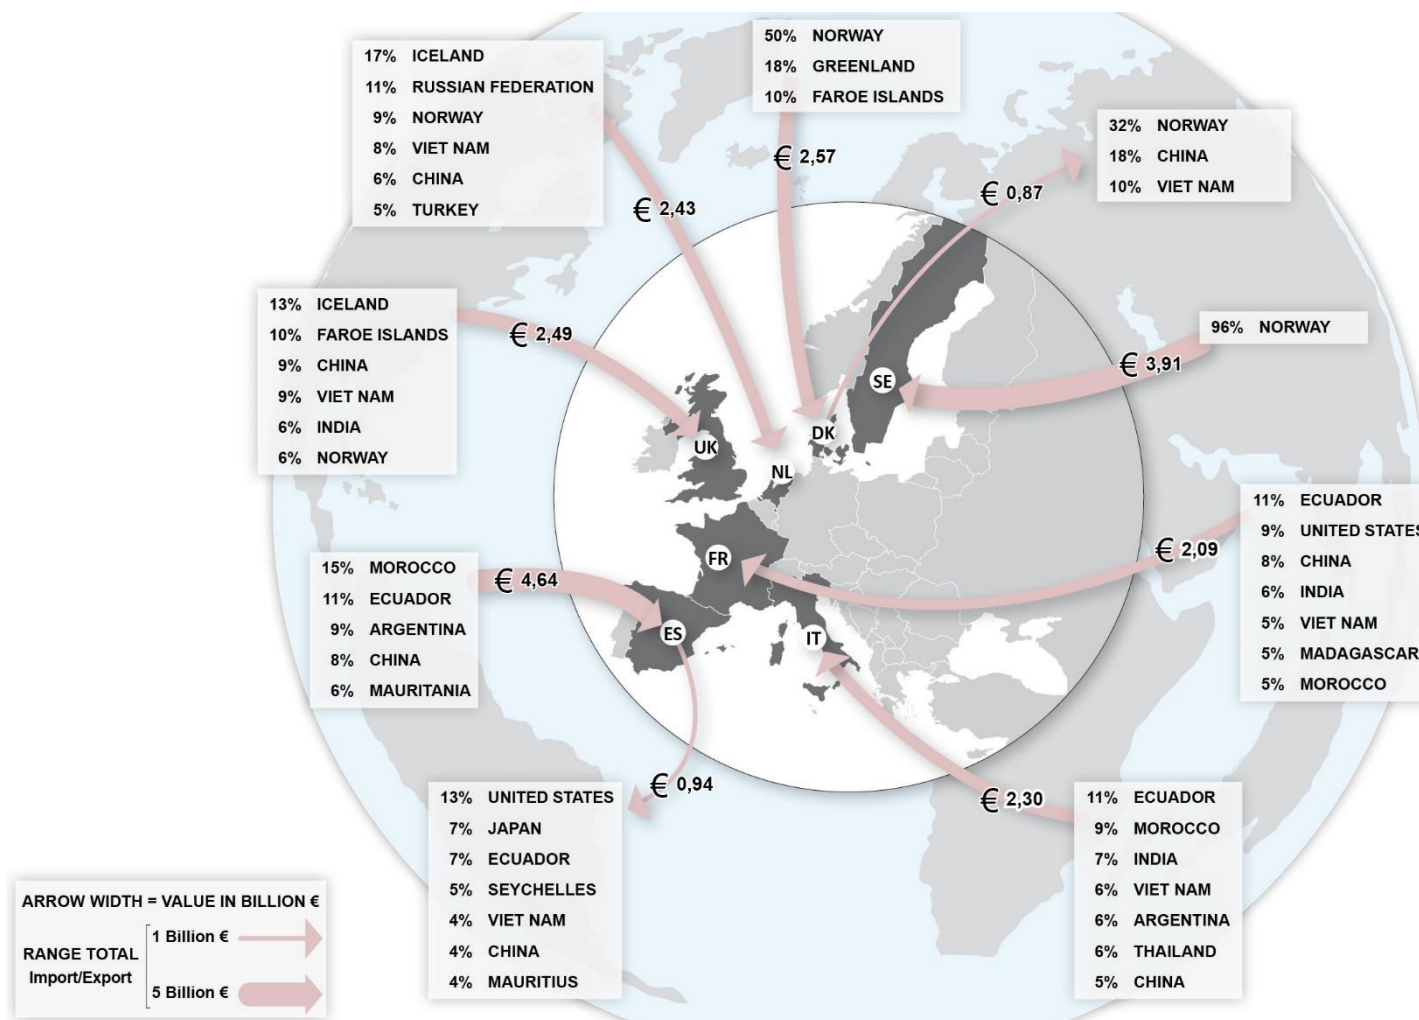 50% NORWAY
18% GREENLAND
10% FAROE ISLANDS
17% ICELAND
11% RUSSIAN FEDERATION
9% NORWAY
8% VIET NAM
6% CHINA
5% TURKEY
32% NORWAY
18% CHINA
10% VIET NAM
€ 2,57
€ 0,87
€ 2,43
13% ICELAND
10% FAROE ISLANDS
9% CHINA
9% VIET NAM
6% INDIA
6% NORWAY
€ 2,49
96% NORWAY
€ 3,91
SE
DK
UK
NL
FR
ES
IT
11% ECUADOR
9% UNITED STATES
8% CHINA
6% INDIA
5% VIET NAM
5% MADAGASCAR
5% MOROCCO
€ 2,09
15% MOROCCO
11% ECUADOR
9% ARGENTINA
8% CHINA
6% MAURITANIA
€ 4,64
€ 0,94
€ 2,30
13% UNITED STATES
7% JAPAN
7% ECUADOR
5% SEYCHELLES
4% VIET NAM
4% CHINA
4% MAURITIUS
11% ECUADOR
9% MOROCCO
7% INDIA
6% VIET NAM
6% ARGENTINA
6% THAILAND
5% CHINA
ARROW WIDTH = VALUE IN BILLION €
RANGE TOTAL
Import/Export
1 Billion €
5 Billion €